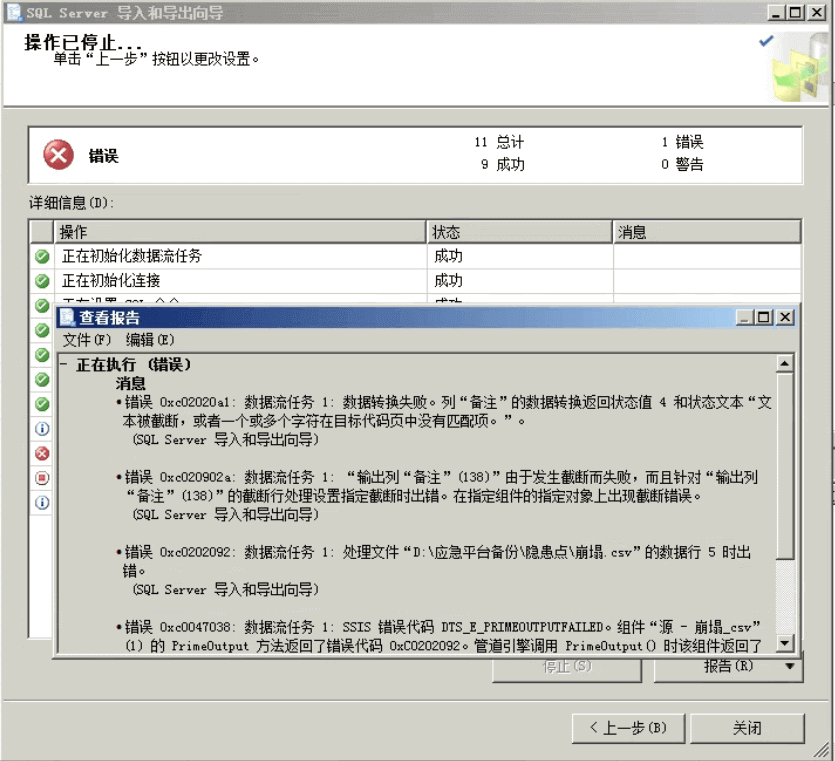 SQL Server 导入和导出向导
操作已停止...
单击“上一步”按钮以更改设置。
错误
11 总计
1 错误
9 成功
0 警告
详细信息(D):
操作
状态
消息
正在初始化数据流任务
成功
正在初始化连接
成功
查看报告
文件(F) 编辑(E)
- 正在执行 (错误)
消息
•错误 0xc02020a1: 数据流任务 1: 数据转换失败。列“备注”的数据转换返回状态值 4 和状态文本“文
本被截断，或者一个或多个字符在目标代码页中没有匹配项。”。
(SQL Server 导入和导出向导)
•错误 0xc020902a: 数据流任务 1: “输出列“备注”(138)”由于发生截断而失败，而且针对“输出列
“备注”(138)”的截断行处理设置指定截断时出错。在指定组件的指定对象上出现截断错误。
(SQL Server 导入和导出向导)
•错误 0xc0202092: 数据流任务 1: 处理文件“D:\应急平台备份\隐患点\崩塌.csv”的数据行 5 时出
错。
(SQL Server 导入和导出向导)
•错误 0xc0047038: 数据流任务 1: SSIS 错误代码 DTS_E_PRIMEOUTPUTFAILED。组件“源 - 崩塌_csv”
(1) 的 PrimeOutput 方法返回了错误代码 0xC0202092。管道引擎调用 PrimeOutput() 时该组件返回了
停止(S)
报告(R)
< 上一步(B)
关闭